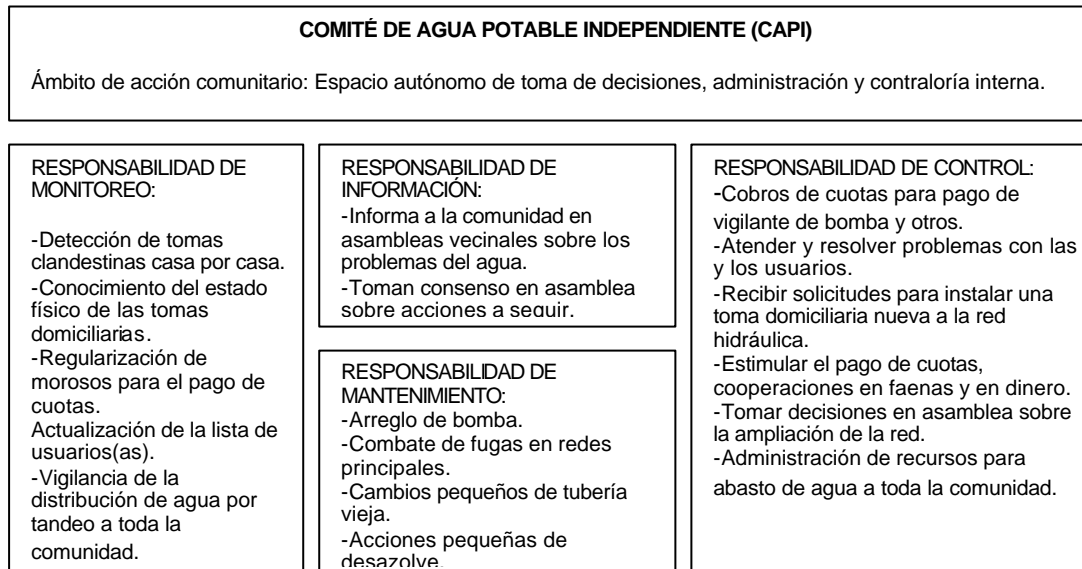 COMITÉ DE AGUA POTABLE INDEPENDIENTE (CAPI)
Ámbito de acción comunitario: Espacio autónomo de toma de decisiones, administración y contraloría interna.
RESPONSABILIDAD DE
MONITOREO:
-Detección de tomas
clandestinas casa por casa.
-Conocimiento del estado
físico de las tomas
domiciliarias.
-Regularización de
morosos para el pago de
cuotas.
Actualización de la lista de
usuarios(as).
-Vigilancia de la
distribución de agua por
tandeo a toda la
comunidad.
RESPONSABILIDAD DE
INFORMACIÓN:
-Informa a la comunidad en
asambleas vecinales sobre los
problemas del agua.
-Toman consenso en asamblea
sobre acciones a seguir.
RESPONSABILIDAD DE
MANTENIMIENTO:
-Arreglo de bomba.
-Combate de fugas en redes
principales.
-Cambios pequeños de tubería
vieja.
-Acciones pequeñas de
desazolve.
RESPONSABILIDAD DE CONTROL:
-Cobros de cuotas para pago de
vigilante de bomba y otros.
-Atender y resolver problemas con las
y los usuarios.
-Recibir solicitudes para instalar una
toma domiciliaria nueva a la red
hidráulica.
-Estimular el pago de cuotas,
cooperaciones en faenas y en dinero.
-Tomar decisiones en asamblea sobre
la ampliación de la red.
-Administración de recursos para
abasto de agua a toda la comunidad.